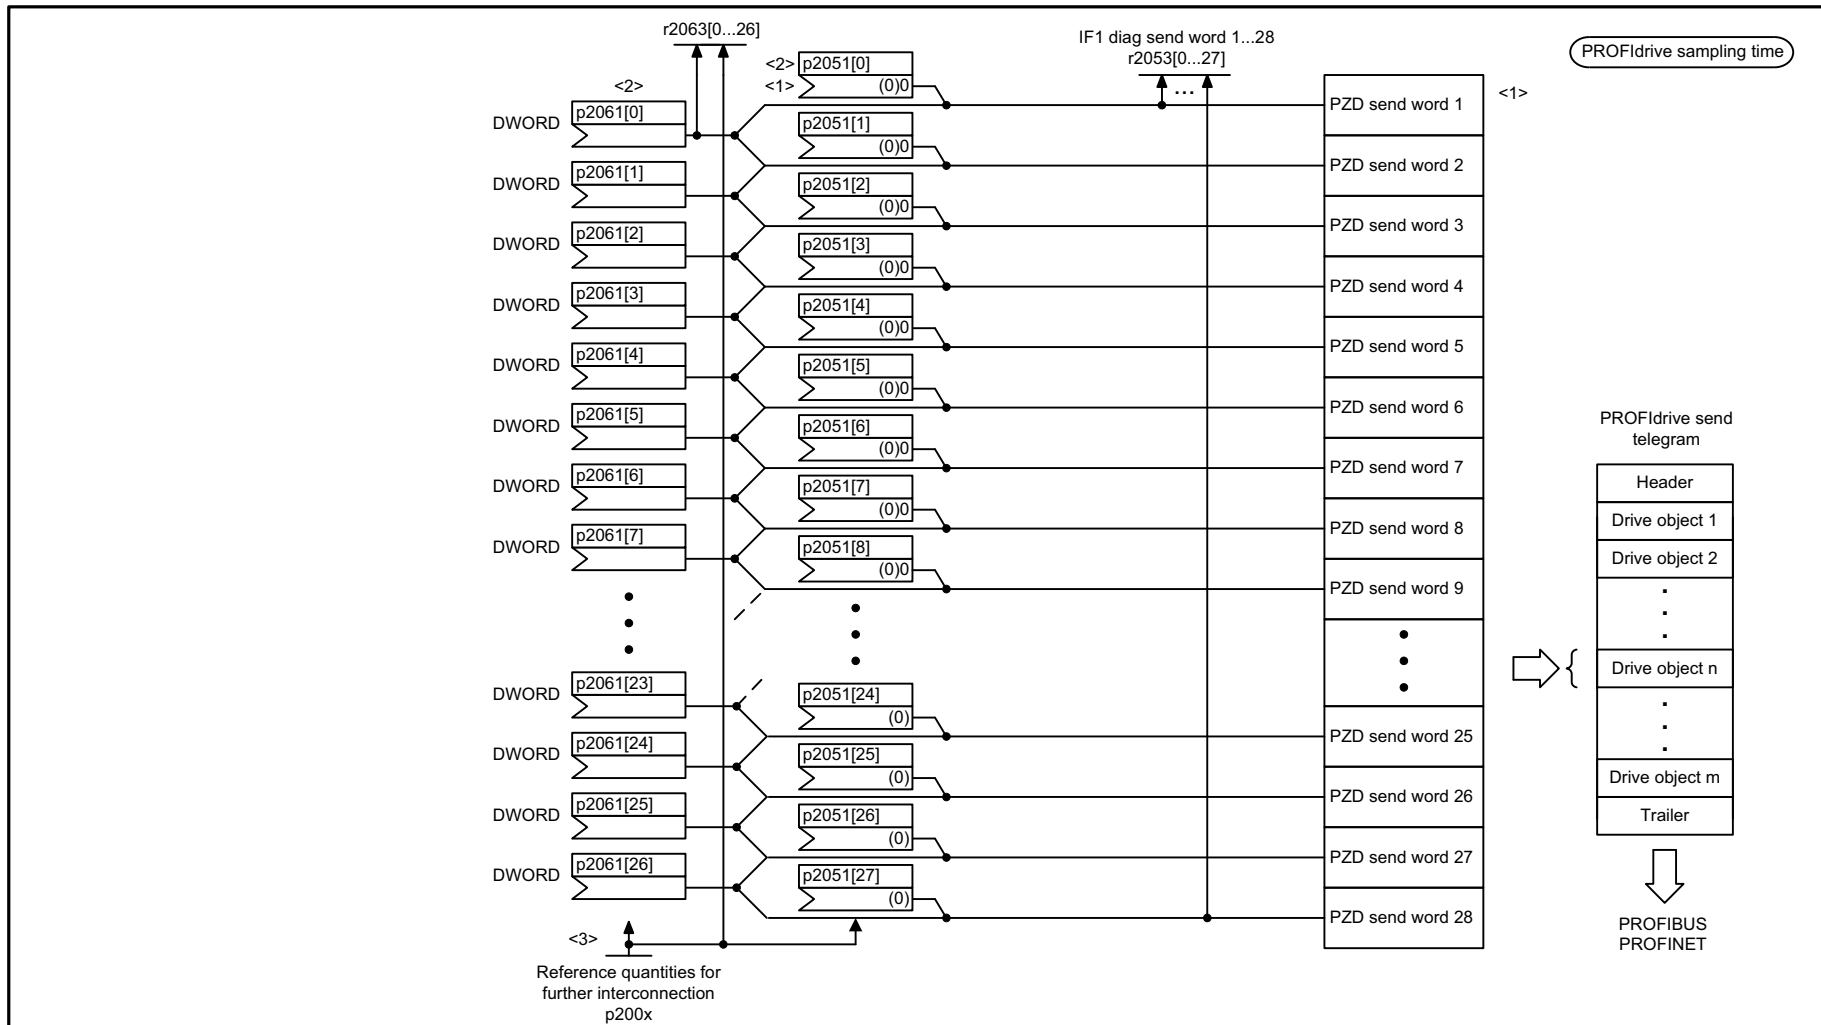 r2063[0...26]
IF1 diag send word 1...28
r2053[0...27]
...
PROFIdrive sampling time
<2>
<2>
<1>
<1>
DWORD
p2061[0]
DWORD
p2061[1]
DWORD
p2061[2]
DWORD
p2061[3]
DWORD
p2061[4]
DWORD
p2061[5]
DWORD
p2061[6]
DWORD
p2061[7]
DWORD
p2061[23]
DWORD
p2061[24]
DWORD
p2061[25]
DWORD
p2061[26]
<3>
Reference quantities for
further interconnection
p200x
p2051[0]
(0)0
p2051[1]
(0)0
p2051[2]
(0)0
p2051[3]
(0)0
p2051[4]
(0)0
p2051[5]
(0)0
p2051[6]
(0)0
p2051[7]
(0)0
p2051[8]
(0)0
p2051[24]
(0)
p2051[25]
(0)
p2051[26]
(0)
p2051[27]
(0)
PZD send word 1
PZD send word 2
PZD send word 3
PZD send word 4
PZD send word 5
PZD send word 6
PZD send word 7
PZD send word 8
PZD send word 9
PZD send word 25
PZD send word 26
PZD send word 27
PZD send word 28
PROFIdrive send
telegram
Header
Drive object 1
Drive object 2
Drive object n
Drive object m
Trailer
PROFIBUS
PROFINET